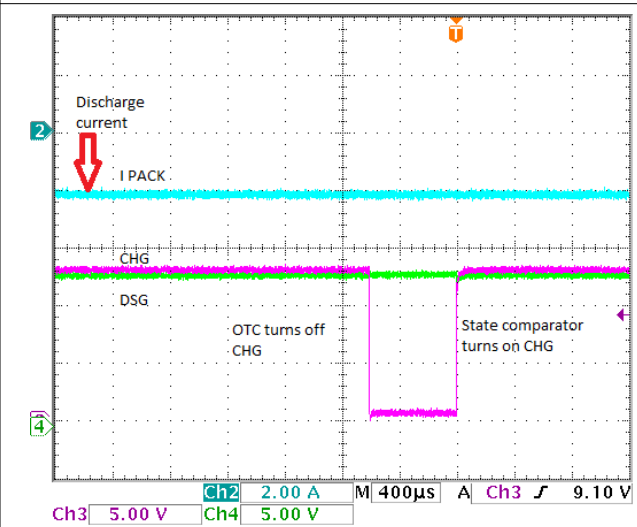 T
Discharge
current
2
I PACK
CHG
DSG
OTC turns off
CHG
State comparator
turns on CHG
4
Ch2 2.00 A M 400µs A Ch3 9.10 V
Ch3 5.00 V Ch4 5.00 V